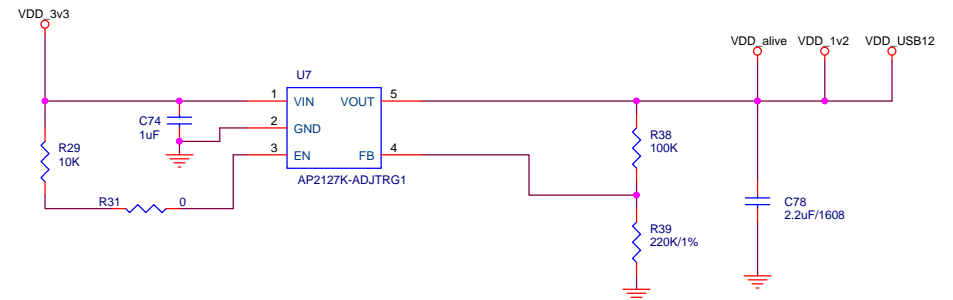 VDD_3v3
VDD_alive VDD_1v2 VDD_USB12
U7
1 VIN VOUT 5
C74
1uF
2 GND
R29
10K
3 EN FB 4
R38
100K
AP2127K-ADJTRG1
R31 0
C78
2.2uF/1608
R39
220K/1%